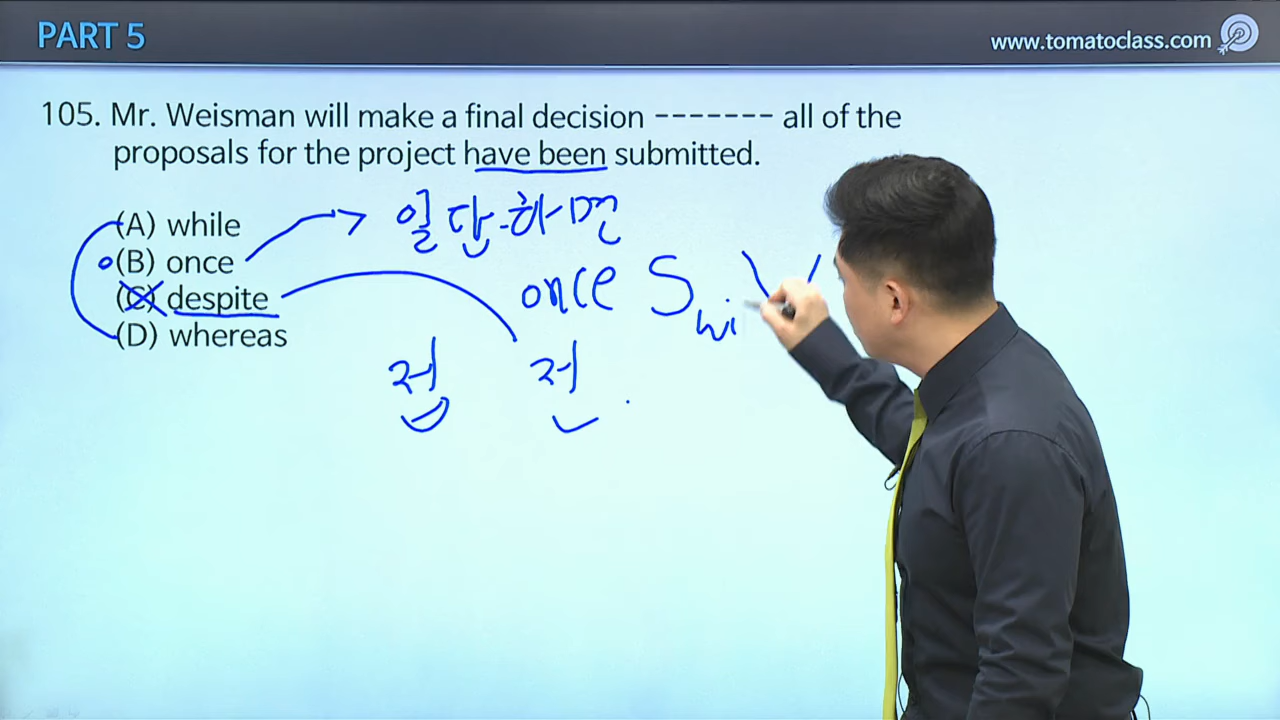 PART 5
www.tomatoclass.com
105. Mr. Weisman will make a final decision ------- all of the
proposals for the project have been submitted.
(A) while
(B) once
(C) despite
(D) whereas
일단-하면
once S V
wi
접 전